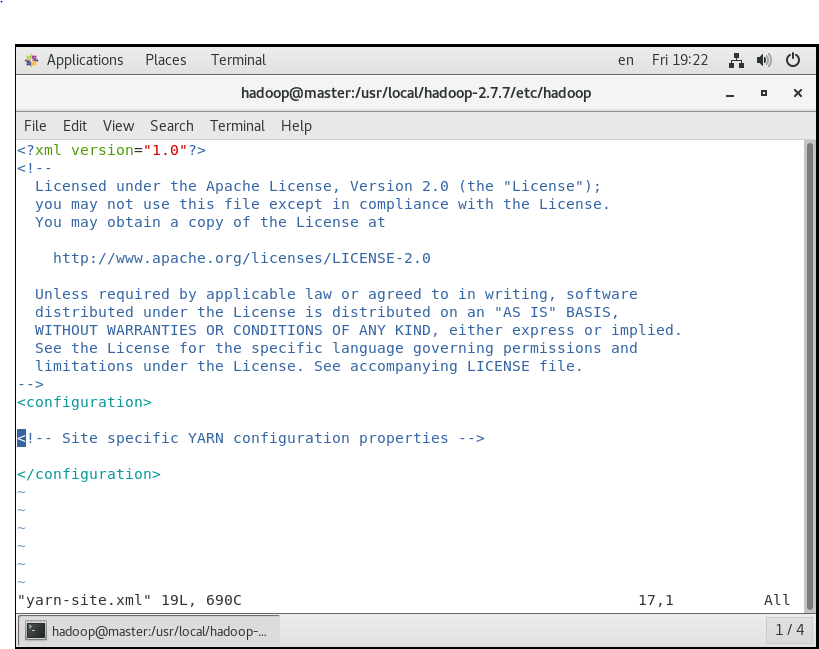 Applications Places Terminal en Fri 19:22
hadoop@master:/usr/local/hadoop-2.7.7/etc/hadoop
File Edit View Search Terminal Help
<?xml version="1.0"?>
<!--
  Licensed under the Apache License, Version 2.0 (the "License");
  you may not use this file except in compliance with the License.
  You may obtain a copy of the License at

    http://www.apache.org/licenses/LICENSE-2.0

  Unless required by applicable law or agreed to in writing, software
  distributed under the License is distributed on an "AS IS" BASIS,
  WITHOUT WARRANTIES OR CONDITIONS OF ANY KIND, either express or implied.
  See the License for the specific language governing permissions and
  limitations under the License. See accompanying LICENSE file.
-->
<configuration>

<!-- Site specific YARN configuration properties -->

</configuration>
~
~
~
~
~
~
"yarn-site.xml" 19L, 690C 17,1 All
hadoop@master:/usr/local/hadoop-... 1 / 4